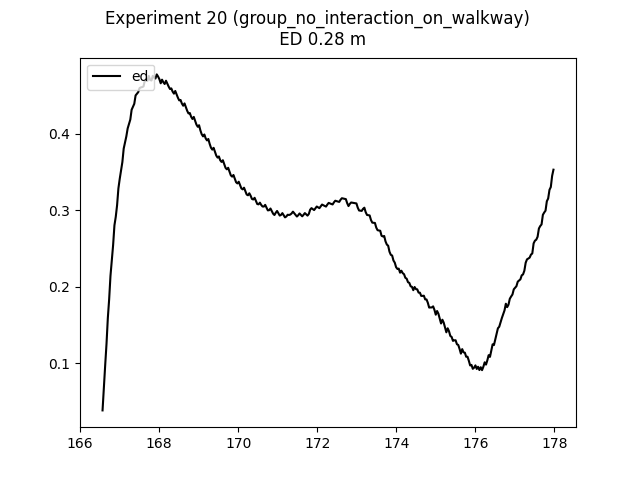 Experiment 20 (group_no_interaction_on_walkway)
ED 0.28 m
ed
0.4
0.3
0.2
0.1
166 168 170 172 174 176 178